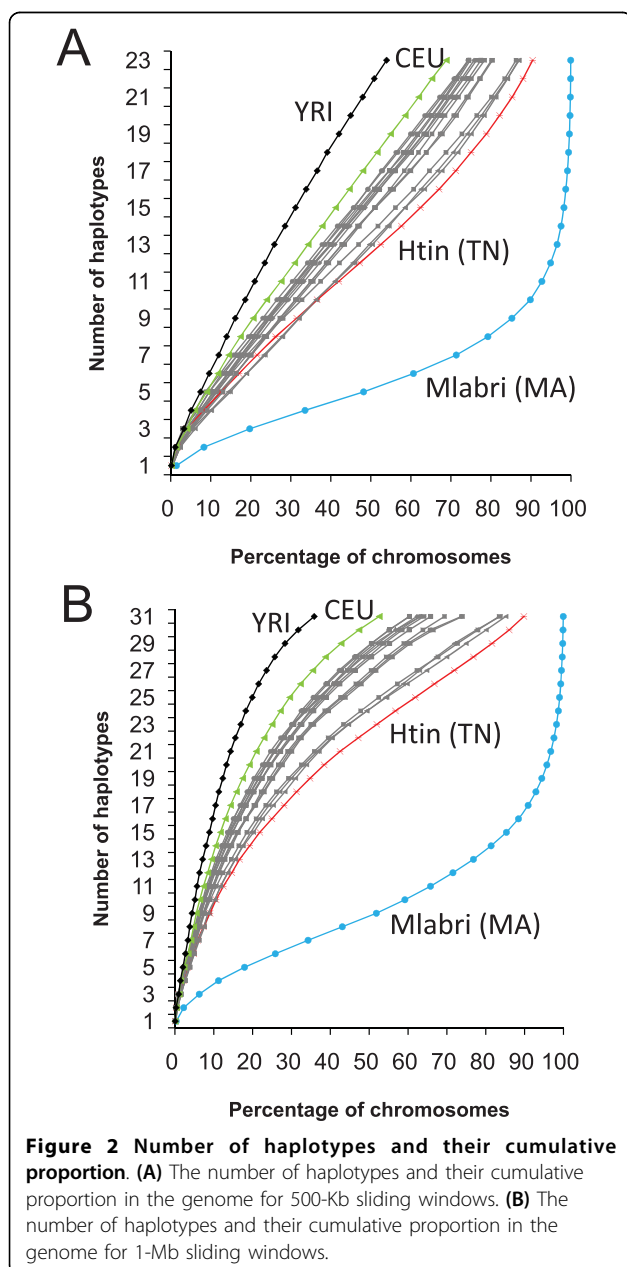 A
23
21
19
17
15
13
11
9
7
5
3
1
Number of haplotypes
YRI
CEU
Htin (TN)
Mlabri (MA)
0 10 20 30 40 50 60 70 80 90 100
Percentage of chromosomes
B
31
29
27
25
23
21
19
17
15
13
11
9
7
5
3
1
Number of haplotypes
YRI
CEU
Htin (TN)
Mlabri (MA)
0 10 20 30 40 50 60 70 80 90 100
Percentage of chromosomes
Figure 2 Number of haplotypes and their cumulative
proportion. (A) The number of haplotypes and their cumulative
proportion in the genome for 500-Kb sliding windows. (B) The
number of haplotypes and their cumulative proportion in the
genome for 1-Mb sliding windows.